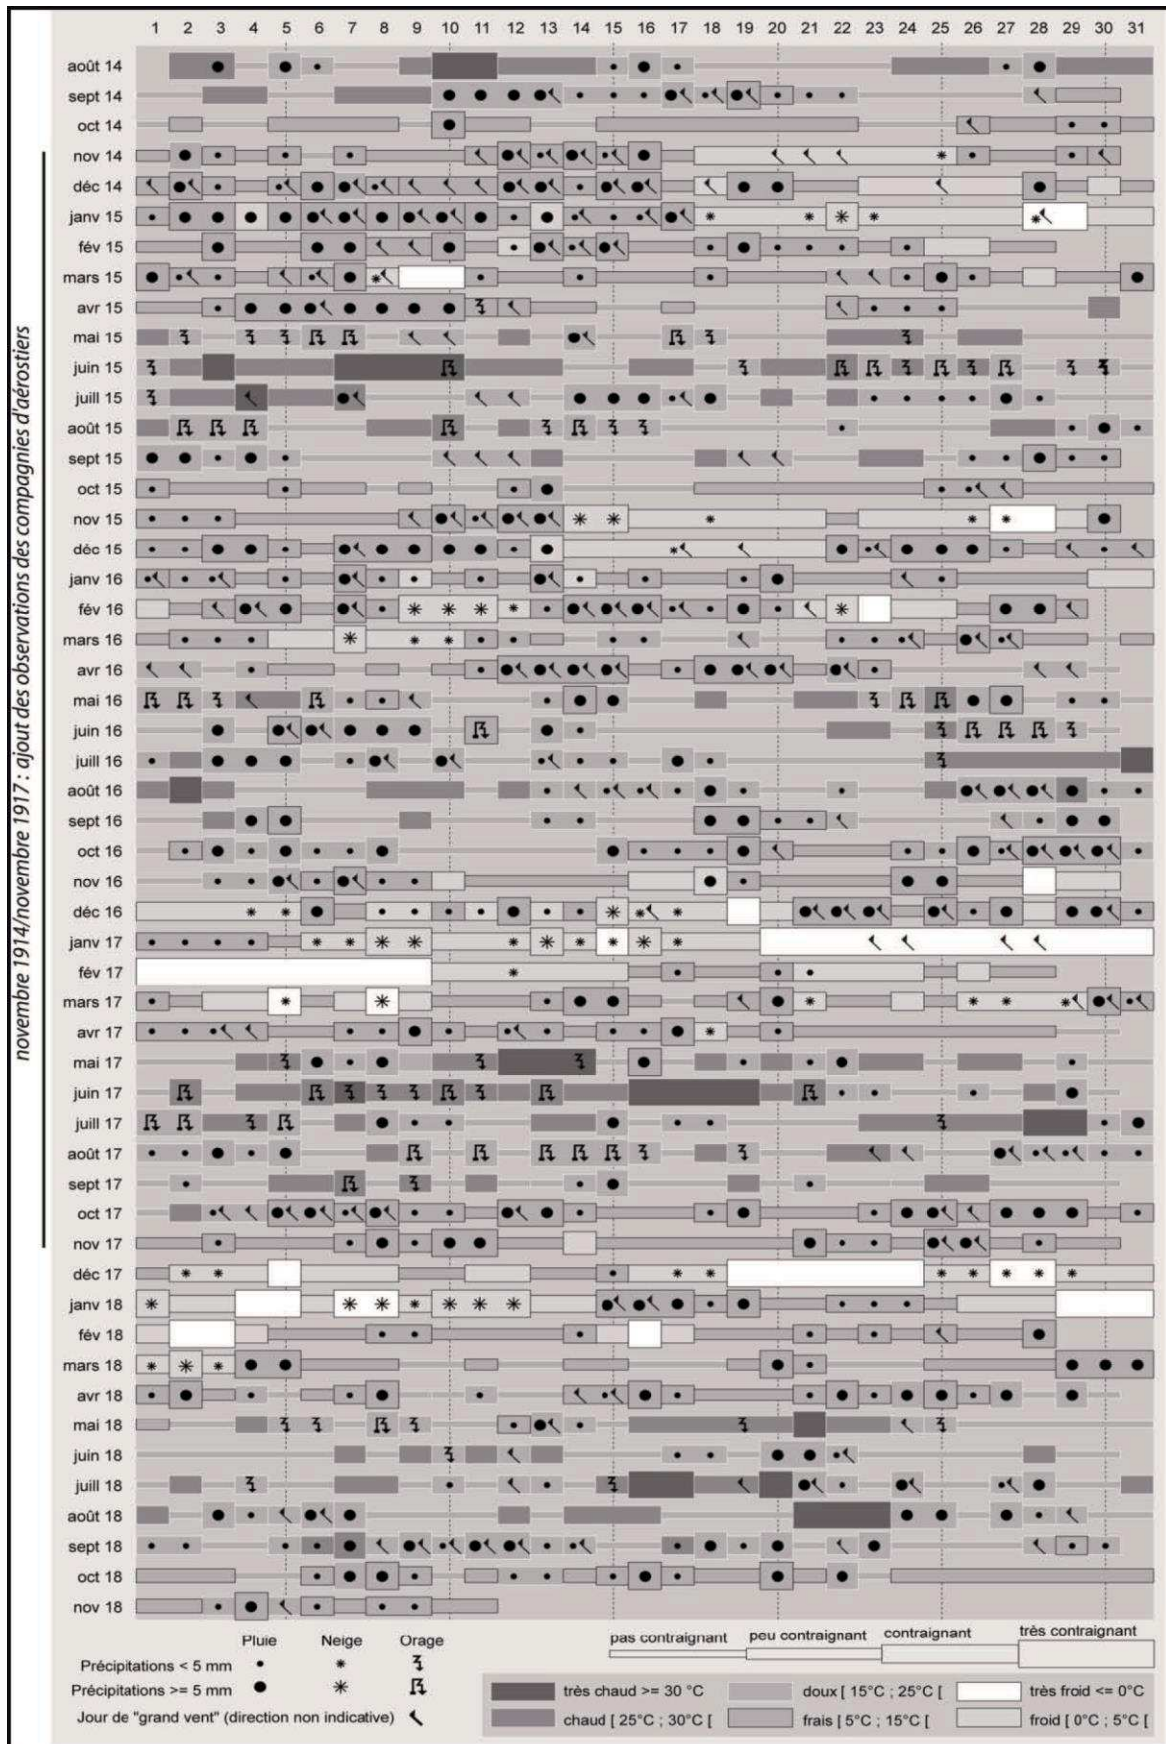 1 2 3 4 5 6 7 8 9 10 11 12 13 14 15 16 17 18 19 20 21 22 23 24 25 26 27 28 29 30 31
août 14
sept 14
oct 14
nov 14
déc 14
janv 15
fév 15
mars 15
avr 15
mai 15
juin 15
juill 15
août 15
sept 15
oct 15
nov 15
déc 15
janv 16
fév 16
mars 16
avr 16
mai 16
juin 16
juill 16
août 16
sept 16
oct 16
nov 16
déc 16
janv 17
fév 17
mars 17
avr 17
mai 17
juin 17
juill 17
août 17
sept 17
oct 17
nov 17
déc 17
janv 18
fév 18
mars 18
avr 18
mai 18
juin 18
juill 18
août 18
sept 18
oct 18
nov 18
novembre 1914/novembre 1917 : ajout des observations des compagnies d'aérostiers
Pluie Neige Orage
Précipitations < 5 mm
Précipitations >= 5 mm
Jour de "grand vent" (direction non indicative)
pas contraignant peu contraignant contraignant très contraignant
très chaud >= 30 °C doux [ 15°C ; 25°C [ très froid <= 0°C
chaud [ 25°C ; 30°C [ frais [ 5°C ; 15°C [ froid [ 0°C ; 5°C [